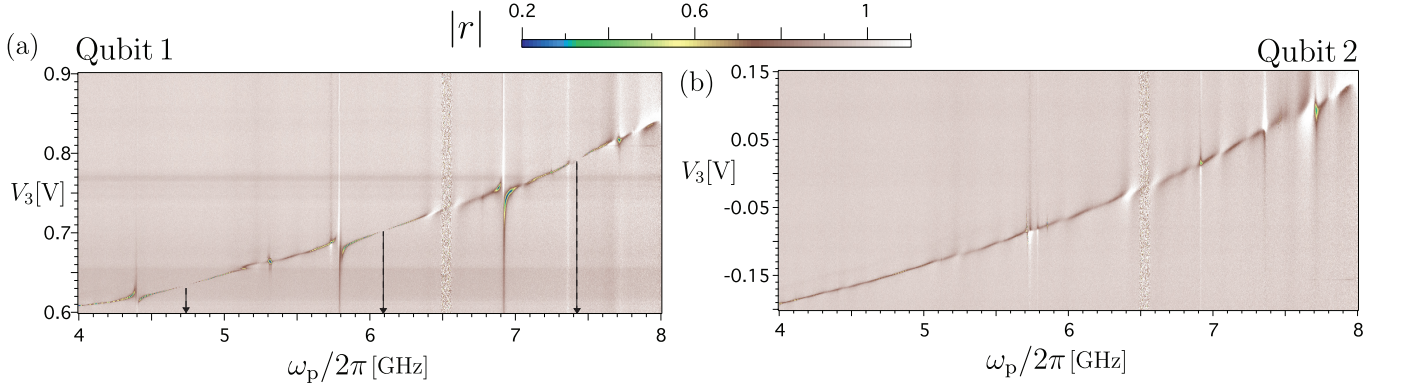 |r| 0.2 0.6 1
(a) Qubit 1
0.9
0.8
V₃[V]
0.7
0.6
4 5 6 7 8
ωₚ/2π [GHz]
(b) Qubit 2
0.15
0.05
V₃[V]
-0.05
-0.15
4 5 6 7 8
ωₚ/2π [GHz]